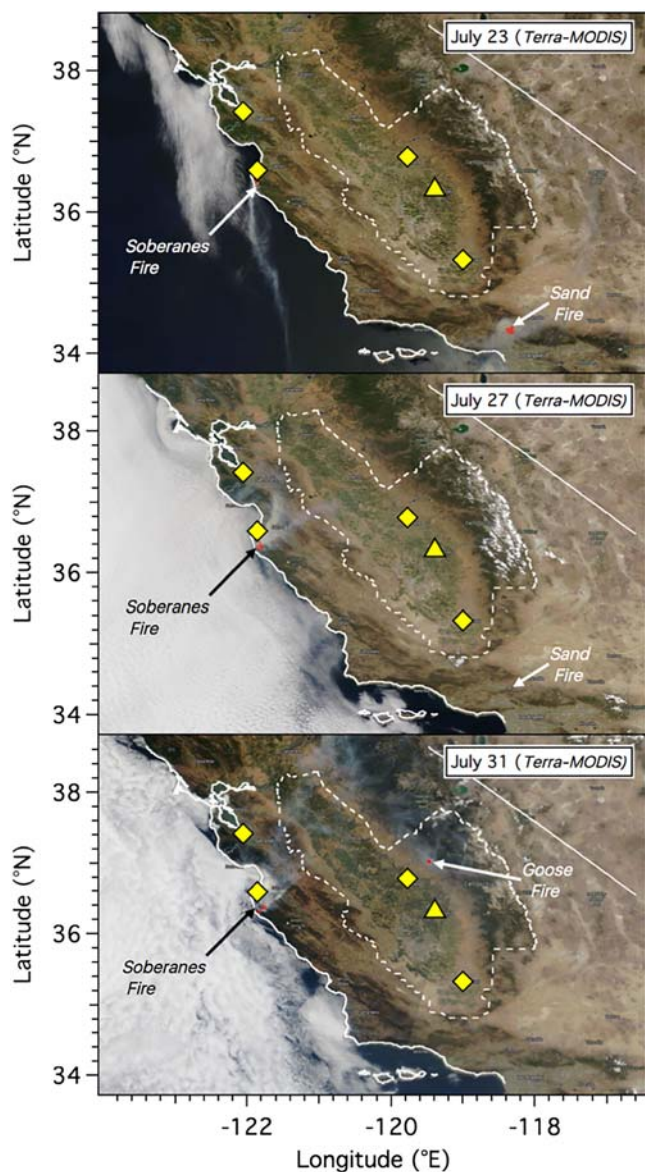 July 23 (Terra-MODIS)
38
36
34
Latitude (°N)
Soberanes
Fire
Sand
Fire
July 27 (Terra-MODIS)
38
36
34
Latitude (°N)
Soberanes
Fire
Sand
Fire
July 31 (Terra-MODIS)
38
36
34
Latitude (°N)
Goose
Fire
Soberanes
Fire
-122
-120
-118
Longitude (°E)